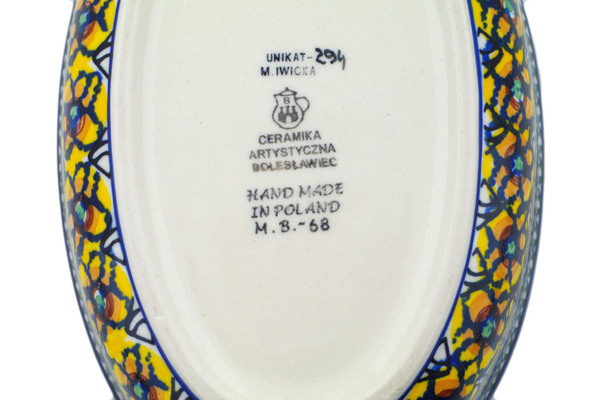 UNIKAT-294
M.IWICKA
B
CERAMIKA
ARTYSTYCZNA
BOLESŁAWIEC
HAND MADE
IN POLAND
M.B.-68